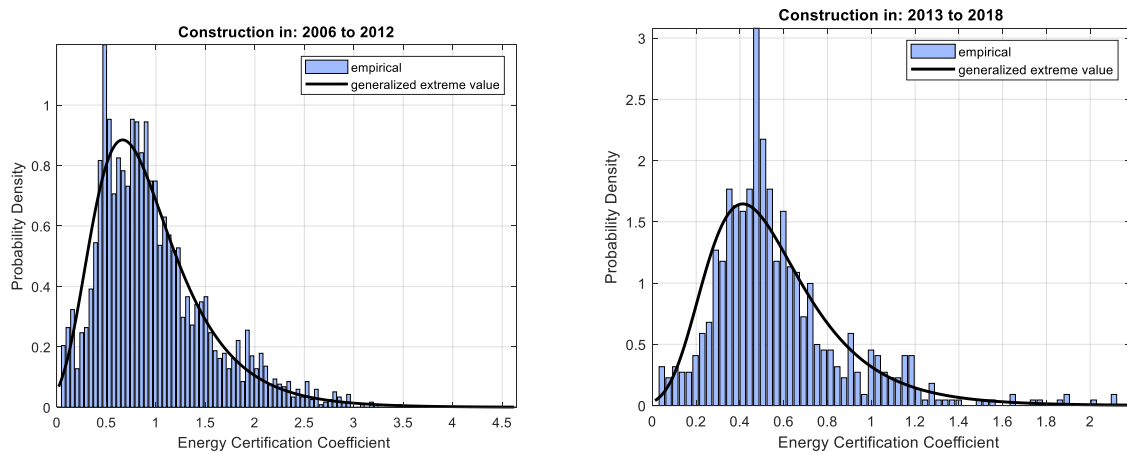 Construction in: 2006 to 2012
empirical
generalized extreme value
1
0.8
0.6
0.4
0.2
0
Probability Density
0 0.5 1 1.5 2 2.5 3 3.5 4 4.5
Energy Certification Coefficient
Construction in: 2013 to 2018
empirical
generalized extreme value
3
2.5
2
1.5
1
0.5
0
Probability Density
0 0.2 0.4 0.6 0.8 1 1.2 1.4 1.6 1.8 2
Energy Certification Coefficient